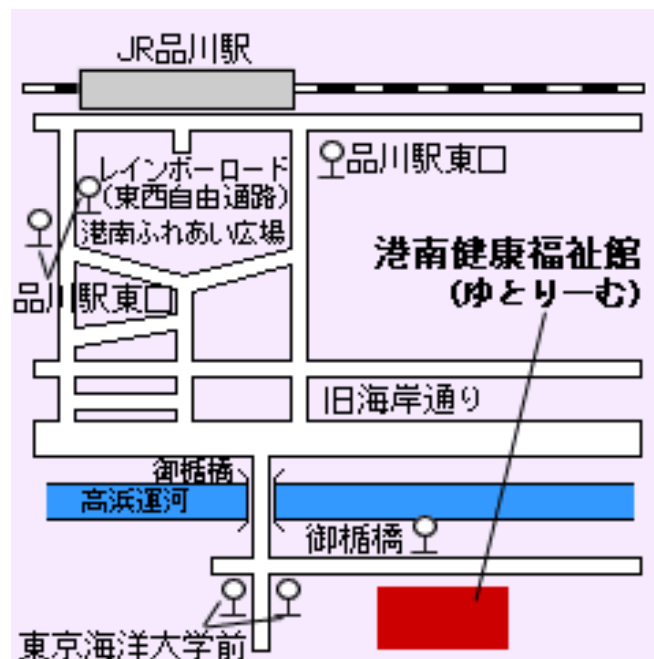 JR品川駅
レインボーロード
(東西自由通路)
港南ふれあい広場
品川駅東口
品川駅東口
港南健康福祉館
(ゆとりーむ)
旧海岸通り
御楯橋
高浜運河
御楯橋
東京海洋大学前